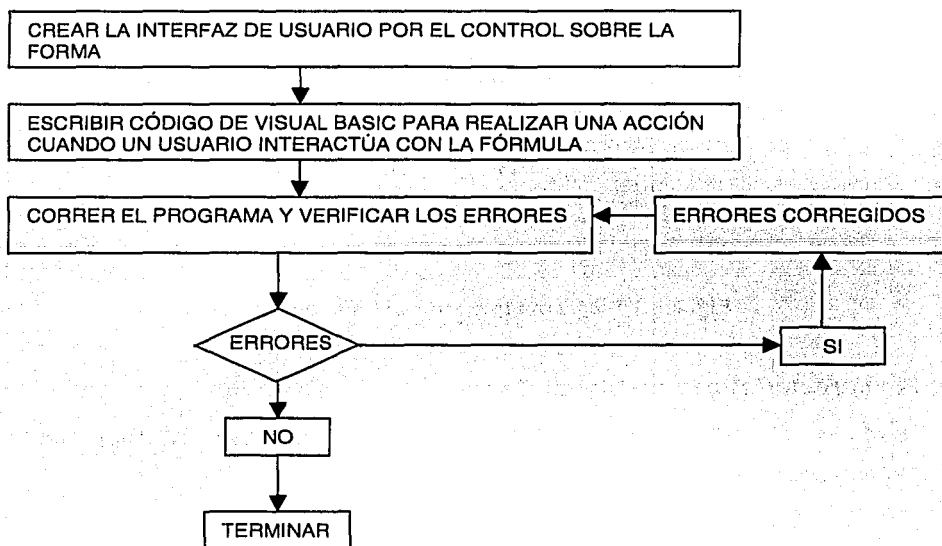 CREAR LA INTERFAZ DE USUARIO POR EL CONTROL SOBRE LA
FORMA
ESCRIBIR CÓDIGO DE VISUAL BASIC PARA REALIZAR UNA ACCIÓN
CUANDO UN USUARIO INTERACTÚA CON LA FÓRMULA
CORRER EL PROGRAMA Y VERIFICAR LOS ERRORES
ERRORES CORREGIDOS
ERRORES
SI
NO
TERMINAR